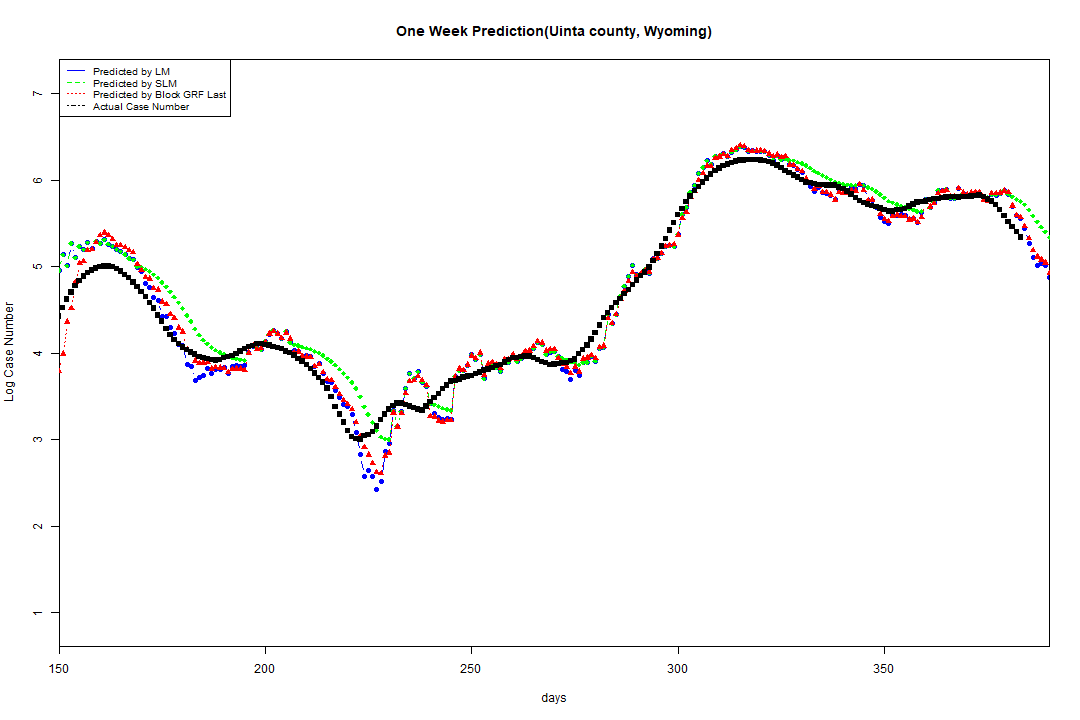 One Week Prediction(Uinta county, Wyoming)
Predicted by LM
Predicted by SLM
Predicted by Block GRF Last
Actual Case Number
7
6
5
4
3
2
1
Log Case Number
150 200 250 300 350
days